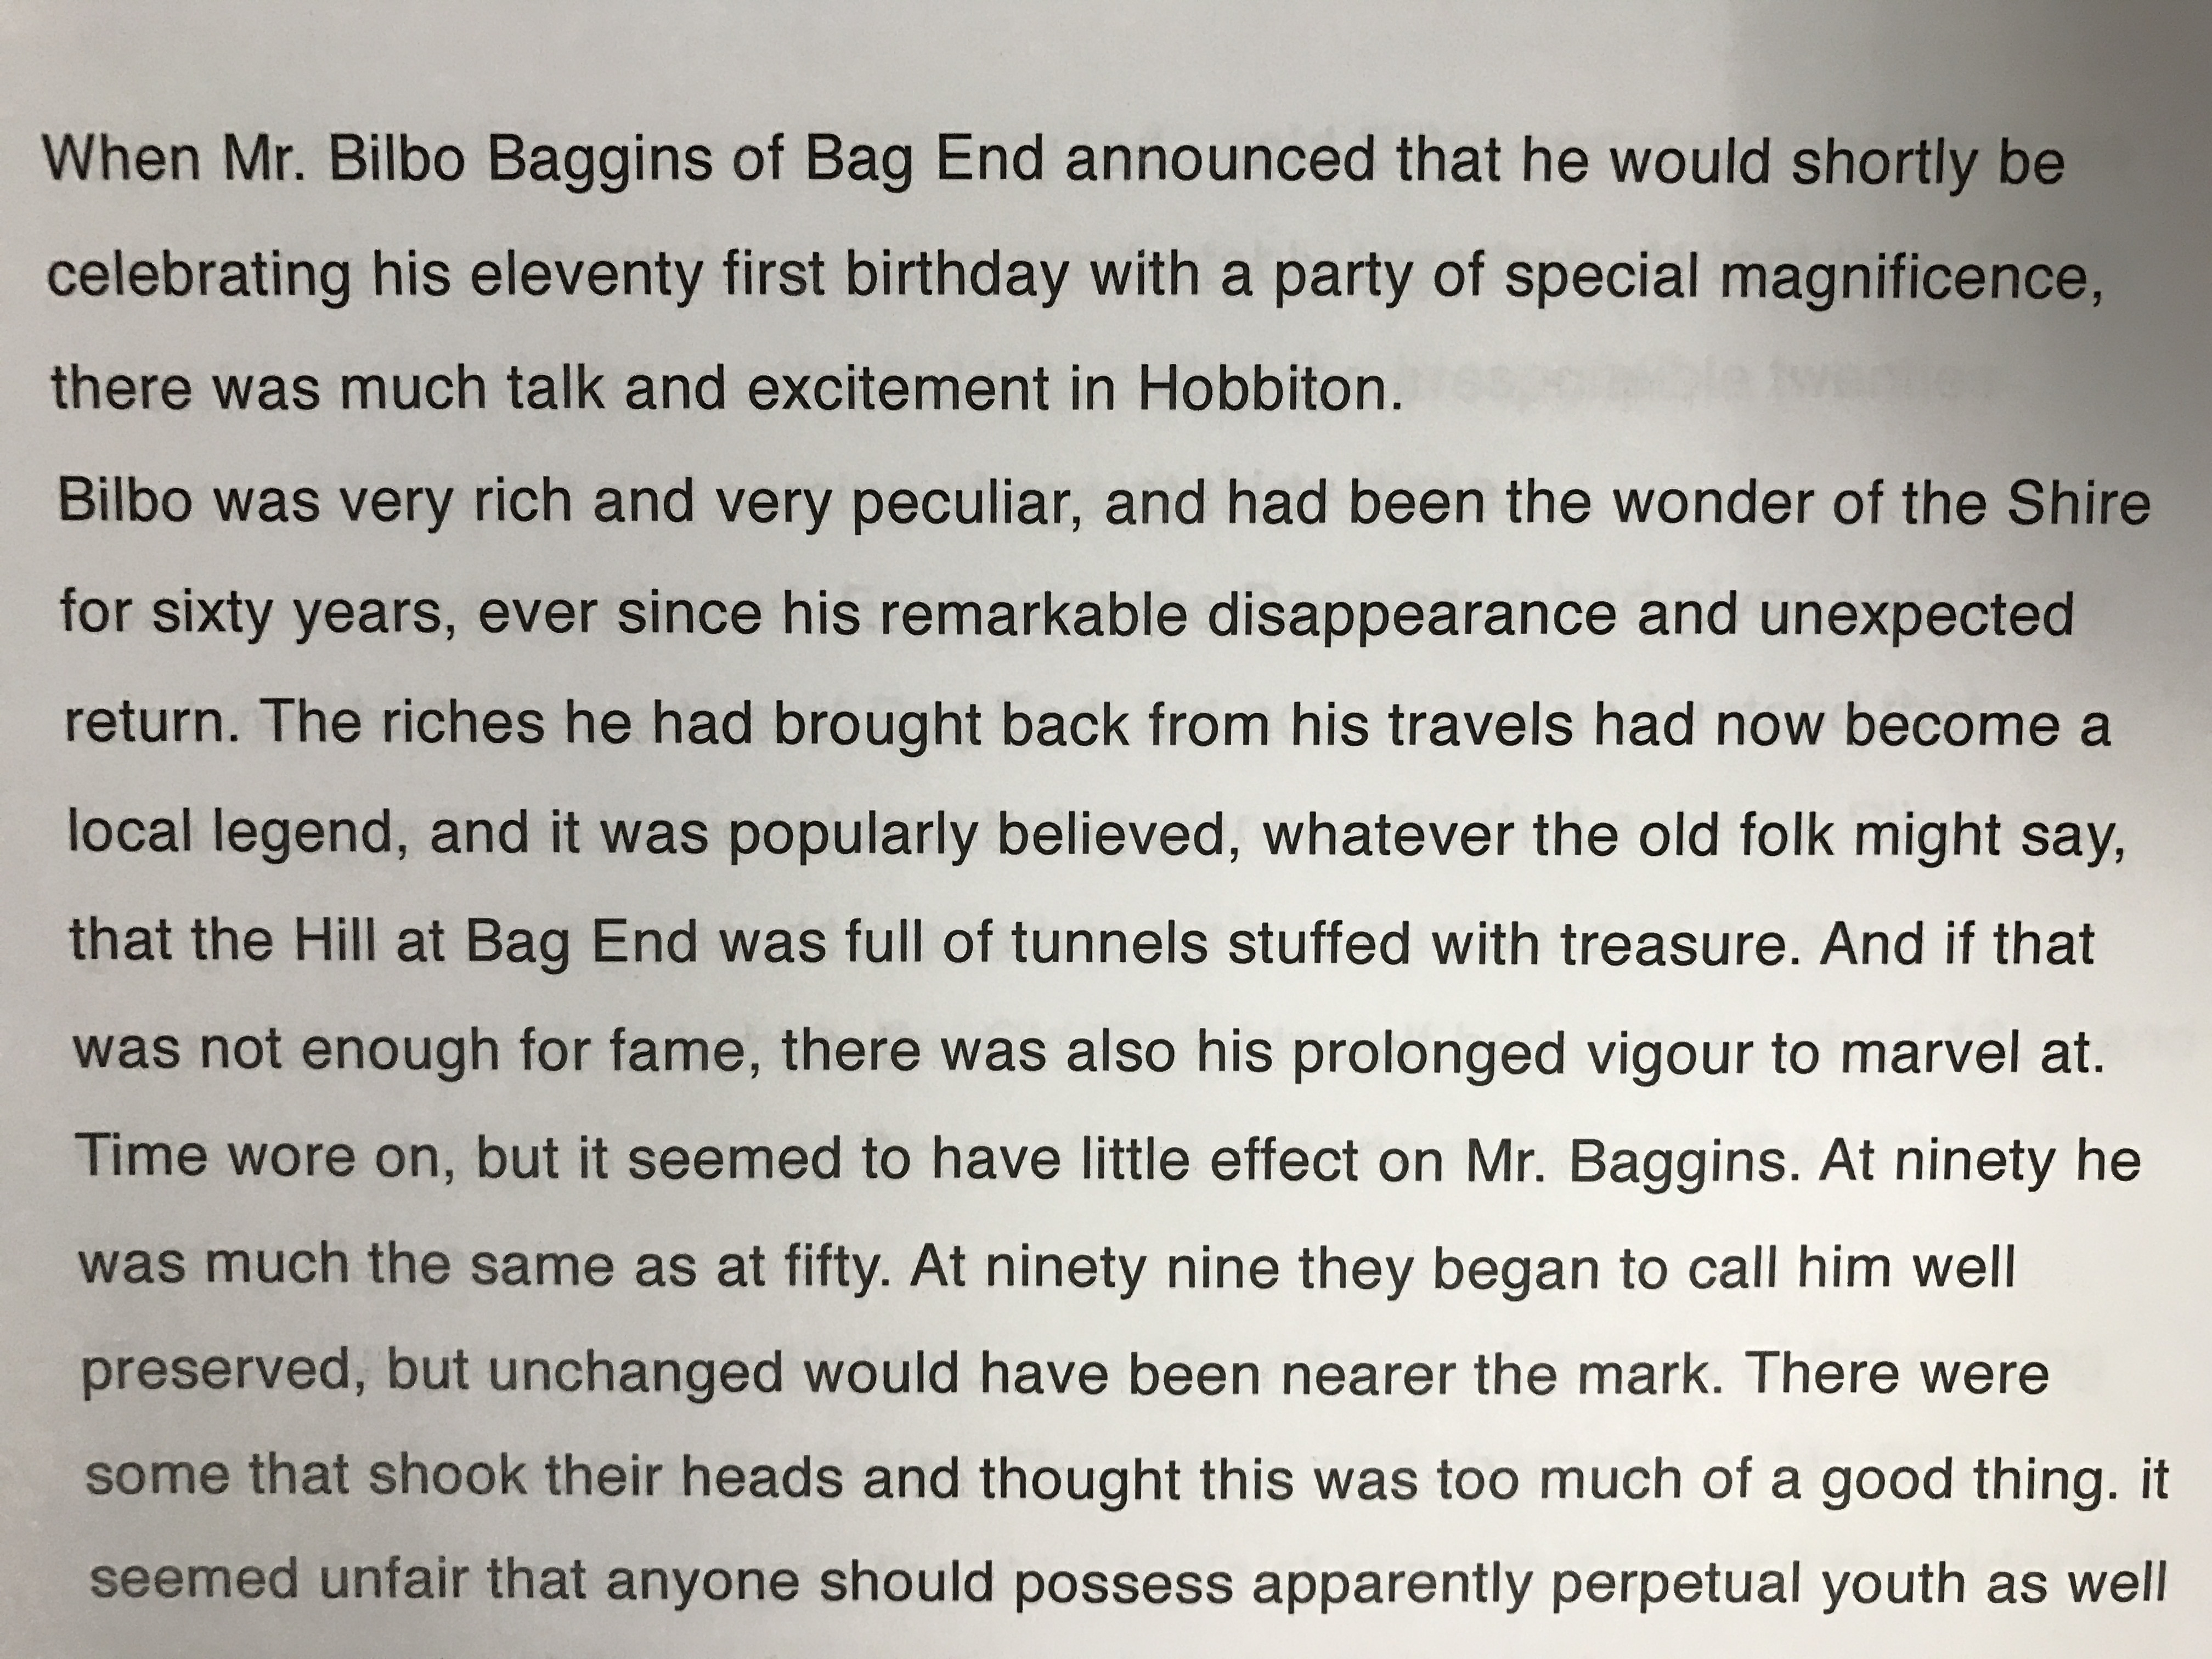 When Mr. Bilbo Baggins of Bag End announced that he would shortly be
celebrating his eleventy first birthday with a party of special magnificence,
there was much talk and excitement in Hobbiton.
Bilbo was very rich and very peculiar, and had been the wonder of the Shire
for sixty years, ever since his remarkable disappearance and unexpected
return. The riches he had brought back from his travels had now become a
local legend, and it was popularly believed, whatever the old folk might say,
that the Hill at Bag End was full of tunnels stuffed with treasure. And if that
was not enough for fame, there was also his prolonged vigour to marvel at.
Time wore on, but it seemed to have little effect on Mr. Baggins. At ninety he
was much the same as at fifty. At ninety nine they began to call him well
preserved, but unchanged would have been nearer the mark. There were
some that shook their heads and thought this was too much of a good thing. it
seemed unfair that anyone should possess apparently perpetual youth as well